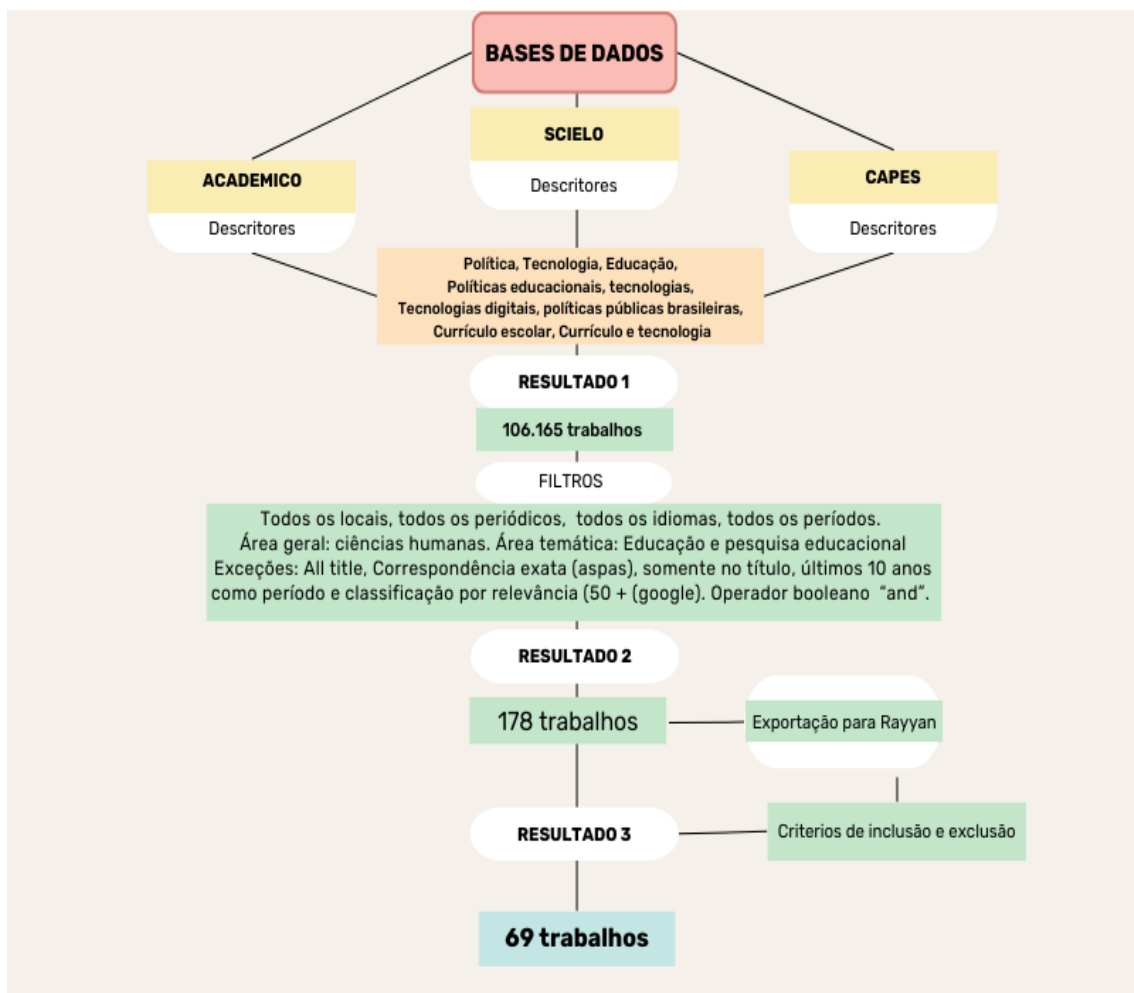 BASES DE DADOS
SCIELO
Descritores
ACADEMICO
Descritores
CAPES
Descritores
Política, Tecnologia, Educação,
Políticas educacionais, tecnologias,
Tecnologias digitais, políticas públicas brasileiras,
Currículo escolar, Currículo e tecnologia
RESULTADO 1
106.165 trabalhos
FILTROS
Todos os locais, todos os periódicos, todos os idiomas, todos os períodos.
Área geral: ciências humanas. Área temática: Educação e pesquisa educacional
Exceções: All title, Correspondência exata (aspas), somente no título, últimos 10 anos
como período e classificação por relevância (50 + (google). Operador booleano “and”.
RESULTADO 2
178 trabalhos
Exportação para Rayyan
Criterios de inclusão e exclusão
RESULTADO 3
69 trabalhos